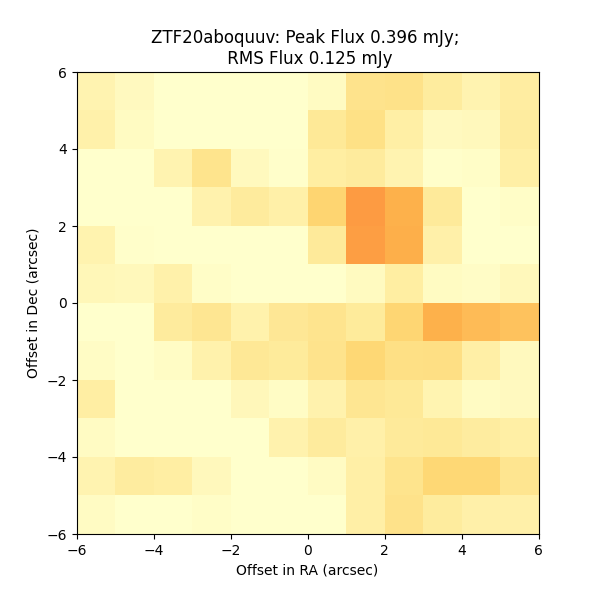 ZTF20aboquuv: Peak Flux 0.396 mJy;
RMS Flux 0.125 mJy
6
4
2
0
−2
−4
−6
Offset in Dec (arcsec)
−6 −4 −2 0 2 4 6
Offset in RA (arcsec)